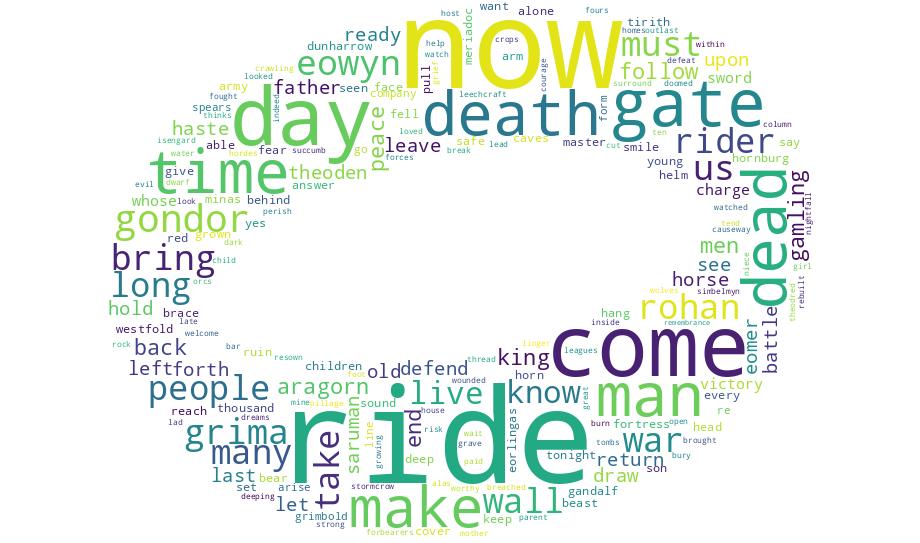 host want alone fours
now
tirith
homes outlast
ready meriadoc help crops must within
dunharrow watch arm defeat
eowyn pull grief courage follow upon
crawling looked father seen face leechcraft surround doomed sword
army company day death form gate
fought indeed column
spears thinks peace fell loved safe caves master cut ten rider say
haste able fear succumb go leave forces break lead smile
isengard water hordes young hornburg
time give theoden us helm
evil dwarf answer charge dead gamling nightfall
whose look minas behind watched tend girl
gondor perish yes causeway
red grown dark men niece theodred rebuilt
bring child see
long orcs horse simbelmyn
wolves rohan
hold brace hang remembrance
westfold late welcome inside linger come eomer battle
rock bar resown leagues
back ruin thread king horn
left forth children old defend wounded
people aragorn foot live know great man victory
reach thousand mine pillage sound house every
lad dreams line growing end risk eorlingas burn fortress open re
grima saruman ride wait grave tombs head brought
many deep paid tonight war return son bury
last take stormcrow alas worthy breached draw
set bear gandalf
deeping arise make wall beast
let grimbold keep parent
strong forbearers cover mother